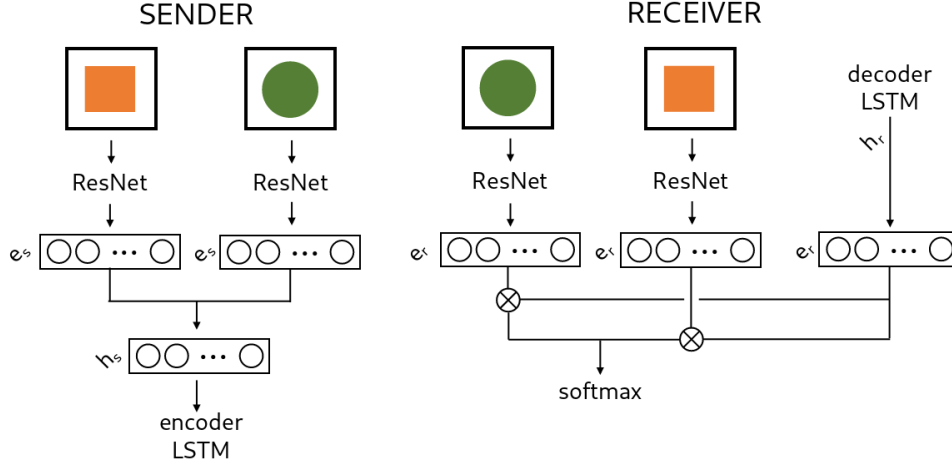 SENDER
RECEIVER
decoder
LSTM
hᵣ
ResNet
ResNet
ResNet
ResNet
eₛ
eₛ
eᵣ
eᵣ
eᵣ
hₛ
softmax
encoder
LSTM